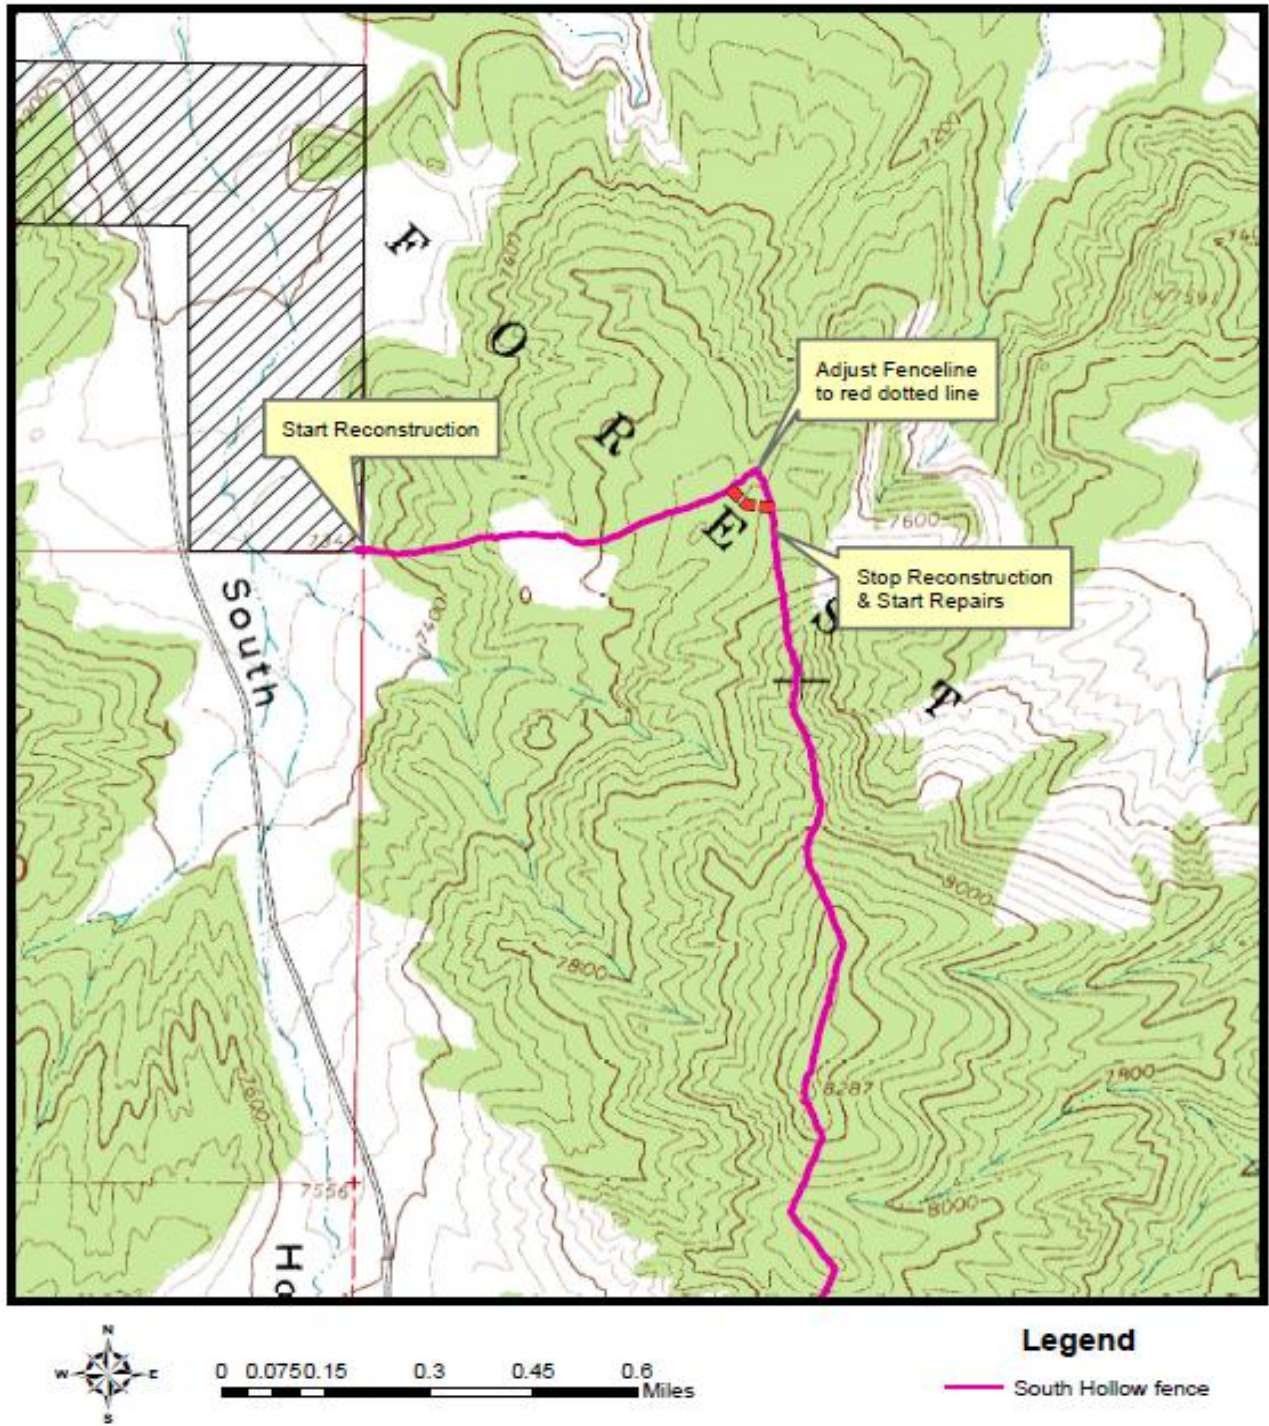 7200
7200
F
7400
7591
O
Adjust Fenceline
to red dotted line
Start Reconstruction
R
E
7600
Stop Reconstruction
& Start Repairs
South
7400
S
T
8000
7800
8287
7800
7600
7556
8000
Ho
N
W
E
S
0 0.0750.15 0.3 0.45 0.6
Miles
Legend
South Hollow fence